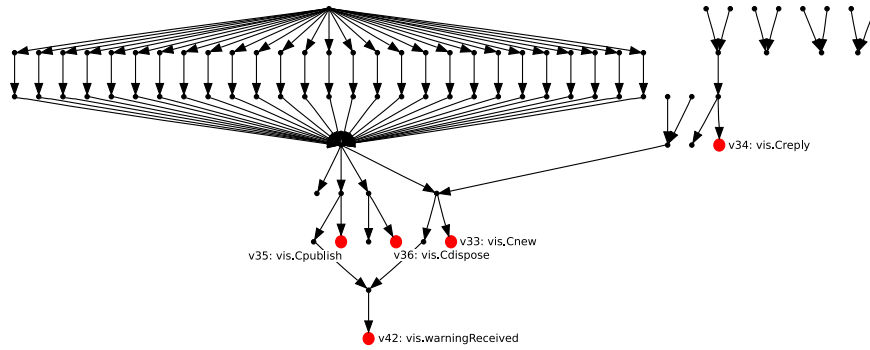 v34: vis.Creply
v33: vis.Cnew
v35: vis.Cpublish
v36: vis.Cdispose
v42: vis.warningReceived